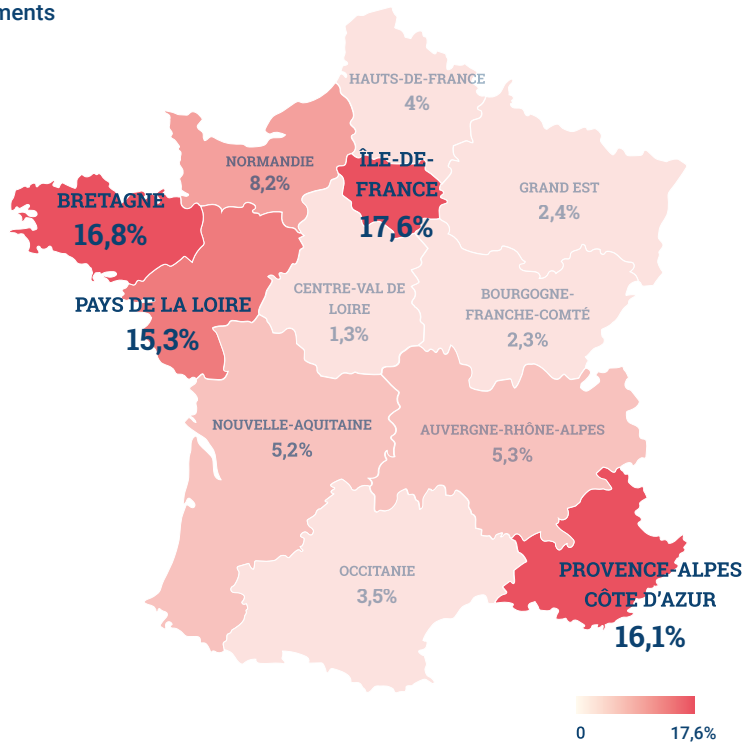 ments
HAUTS-DE-FRANCE
4%
NORMANDIE
8,2%
ÎLE-DE-
FRANCE
17,6%
BRETAGNE
16,8%
GRAND EST
2,4%
PAYS DE LA LOIRE
15,3%
CENTRE-VAL DE
LOIRE
1,3%
BOURGOGNE-
FRANCHE-COMTÉ
2,3%
NOUVELLE-AQUITAINE
5,2%
AUVERGNE-RHÔNE-ALPES
5,3%
OCCITANIE
3,5%
PROVENCE-ALPES
CÔTE D'AZUR
16,1%
0
17,6%